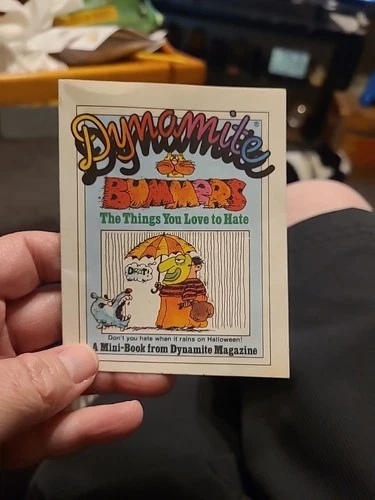 Dynamite®
BUMMERS
The Things You Love to Hate
DRAT!
Don't you hate when it rains on Halloween!
A Mini-Book from Dynamite Magazine